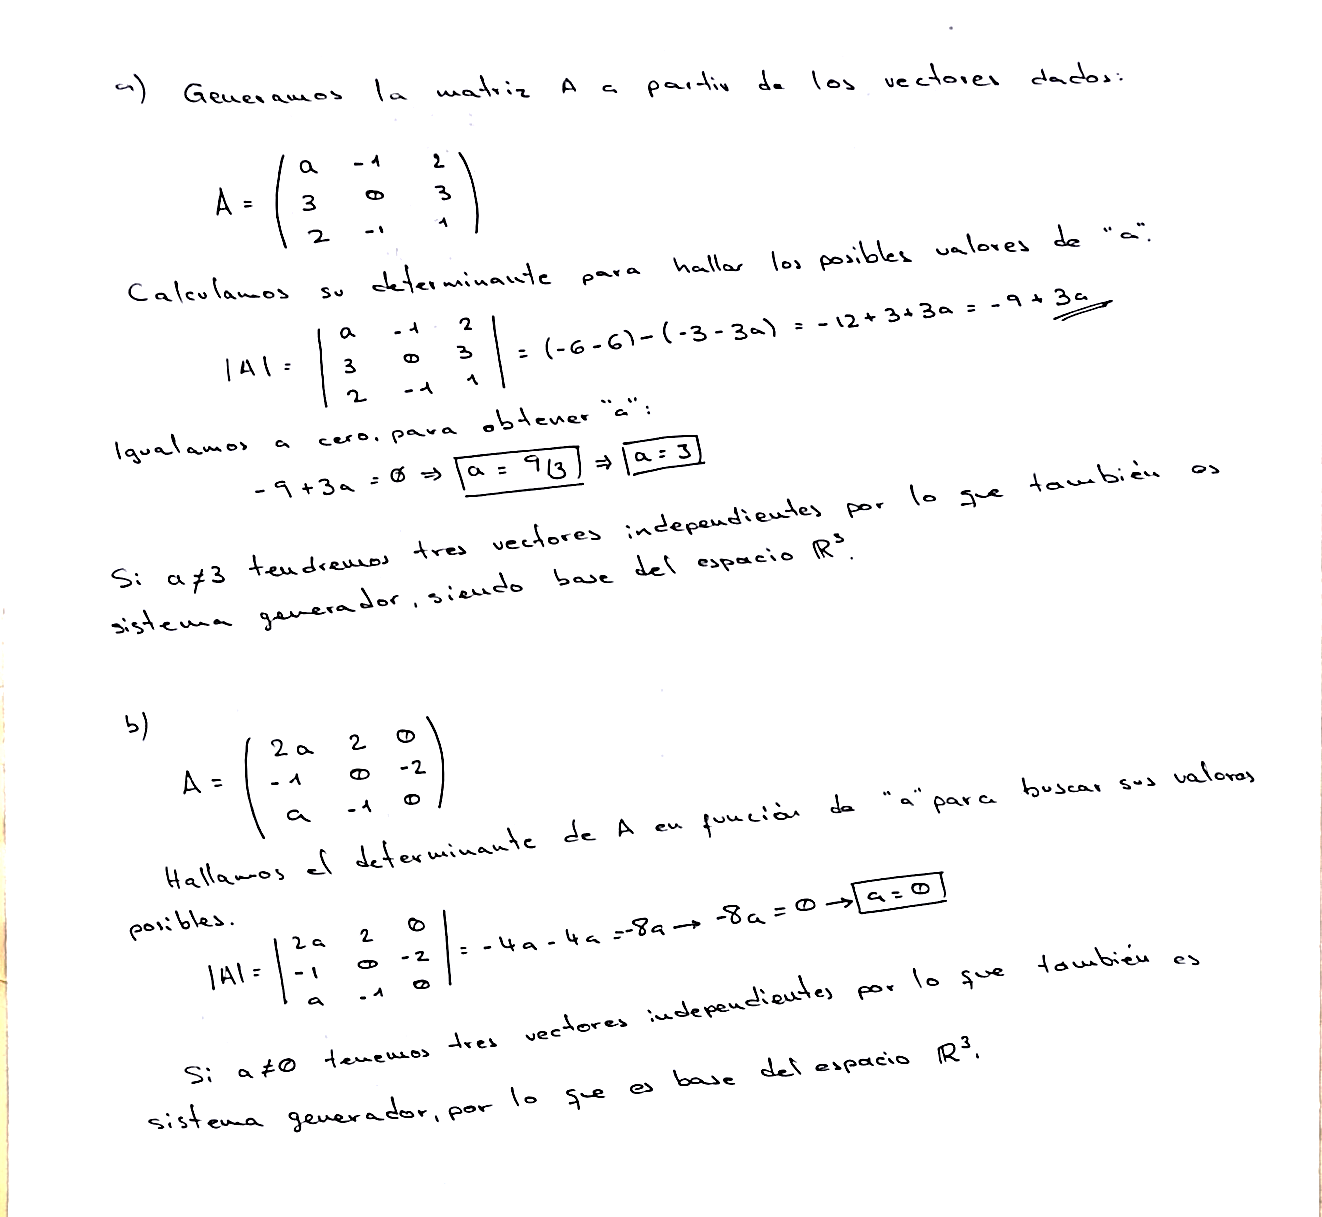 a) Generamos la matriz A a partir de los vectores dados:
A = ( a -1 2
3 0 3
2 -1 1 )
Calculamos su determinante para hallar los posibles valores de "a".
|A| = | a -1 2
3 0 3
2 -1 1 | = (-6-6)-(-3-3a) = -12+3+3a = -9+3a
Igualamos a cero. para obtener "a":
-9+3a = 0 ⇒ a = 9/3 ⇒ a = 3
Si a≠3 tendremos tres vectores independientes por lo que también es
sistema generador, siendo base del espacio ℝ³.
b)
A = ( 2a 2 0
-1 0 -2
a -1 0 )
Hallamos el determinante de A en función de "a" para buscar sus valores
posibles.
|A| = | 2a 2 0
-1 0 -2
a -1 0 | = -4a-4a =-8a → -8a = 0 → a = 0
Si a≠0 tenemos tres vectores independientes por lo que también es
sistema generador, por lo que es base del espacio ℝ³.